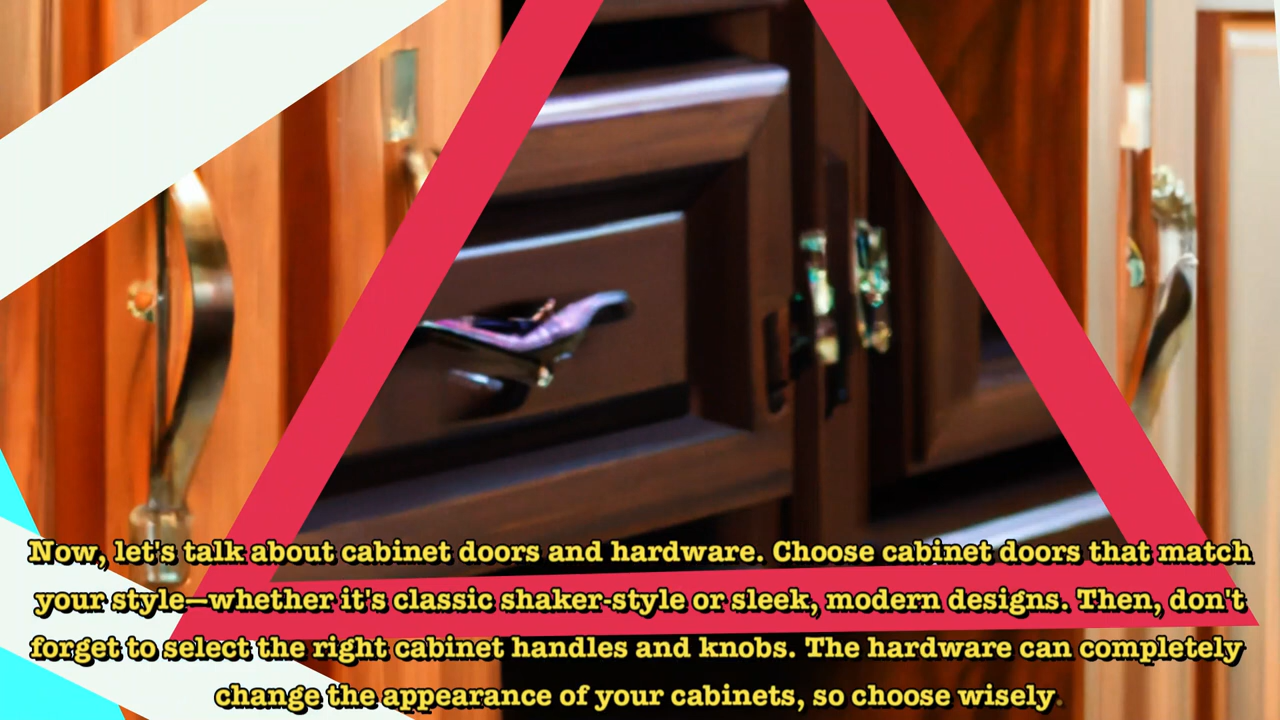 Now, let's talk about cabinet doors and hardware. Choose cabinet doors that match
your style—whether it's classic shaker-style or sleek, modern designs. Then, don't
forget to select the right cabinet handles and knobs. The hardware can completely
change the appearance of your cabinets, so choose wisely.